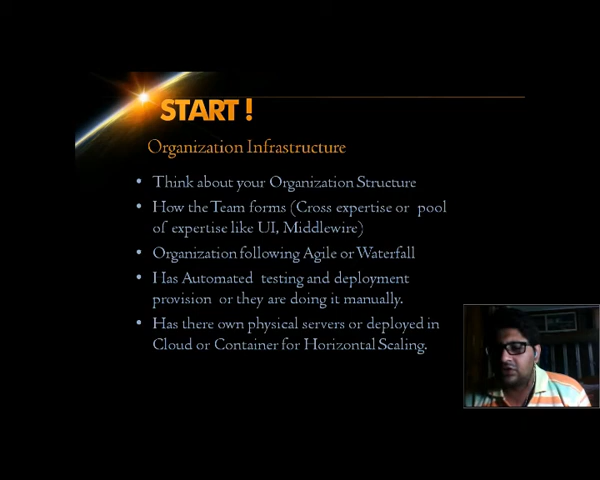 START !
Organization Infrastructure
• Think about your Organization Structure
• How the Team forms (Cross expertise or pool
of expertise like UI, Middlewire)
• Organization following Agile or Waterfall
• Has Automated testing and deployment
provision or they are doing it manually.
• Has there own physical servers or deployed in
Cloud or Container for Horizontal Scaling.